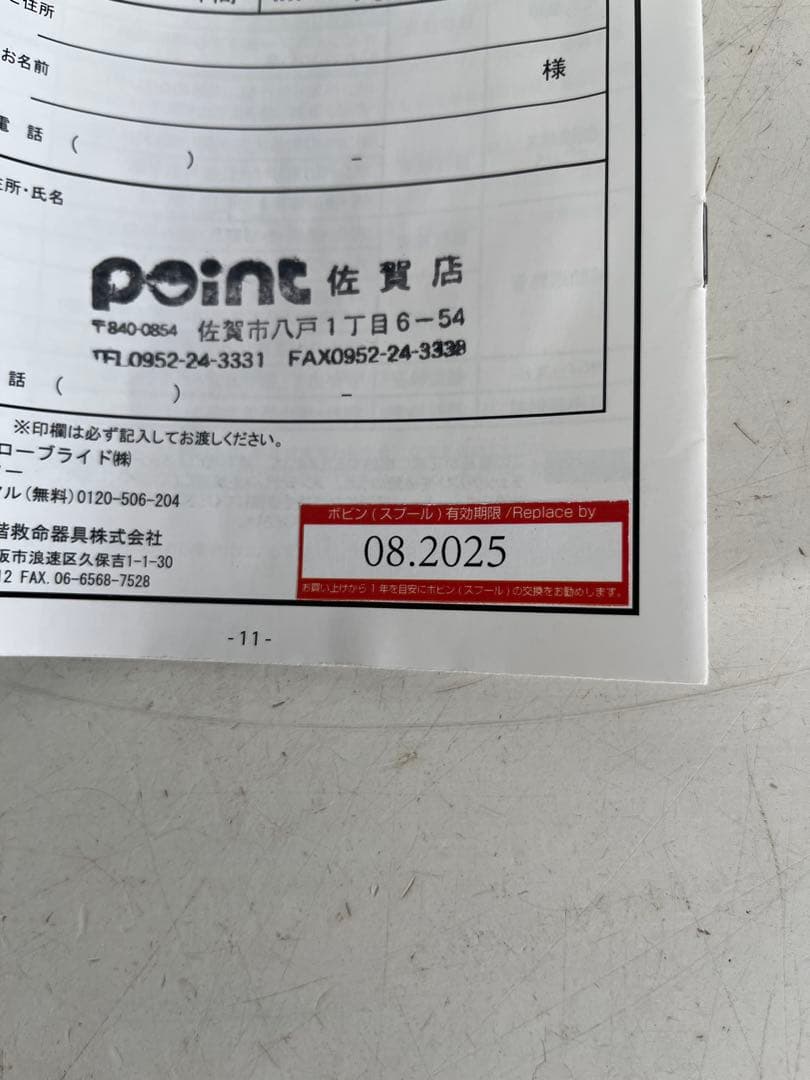 住所
お名前 様
電 話 ( ) –
所・氏名
point 佐賀店
〒840-0854 佐賀市八戸1丁目6-54
TEL0952-24-3331 FAX0952-24-3338
話 ( ) –
※印欄は必ず記入してお渡しください。
ローブライド㈱
ー
ル(無料)0120-506-204
救命器具株式会社
阪市浪速区久保吉1-1-30
12 FAX. 06-6568-7528
ボビン(スプール)有効期限/Replace by
08.2025
お買い上げから1年を目安にボビン(スプール)の交換をお勧めします。
-11-